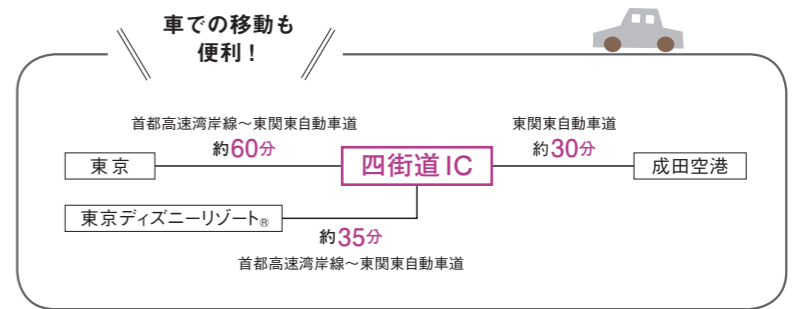 車での移動も
便利！
首都高速湾岸線〜東関東自動車道
東関東自動車道
約60分
約30分
東京
四街道IC
成田空港
東京ディズニーリゾート®
約35分
首都高速湾岸線〜東関東自動車道